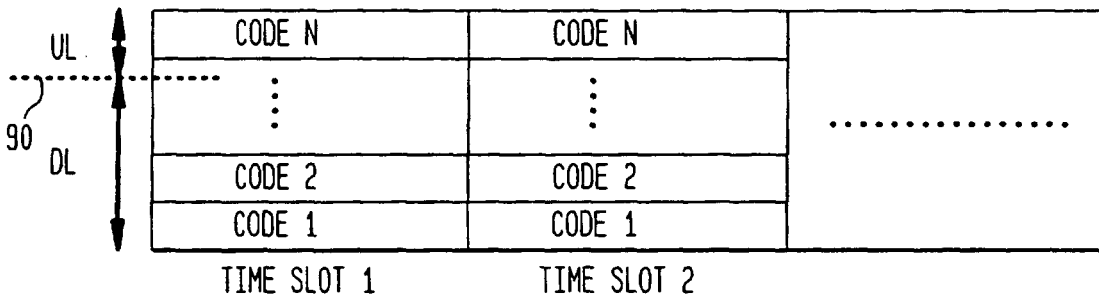 UL
CODE N CODE N
90
DL
CODE 2 CODE 2
CODE 1 CODE 1
TIME SLOT 1 TIME SLOT 2